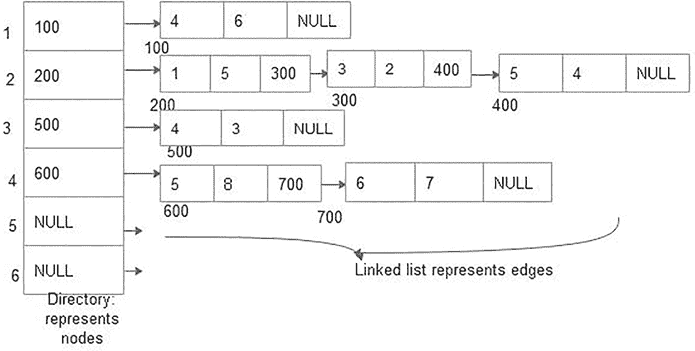 1 100 4 6 NULL
100
2 200 1 5 300 3 2 400 5 4 NULL
200 300 400
3 500 4 3 NULL
500
4 600 5 8 700 6 7 NULL
600 700
5 NULL
6 NULL
Linked list represents edges
Directory:
represents
nodes